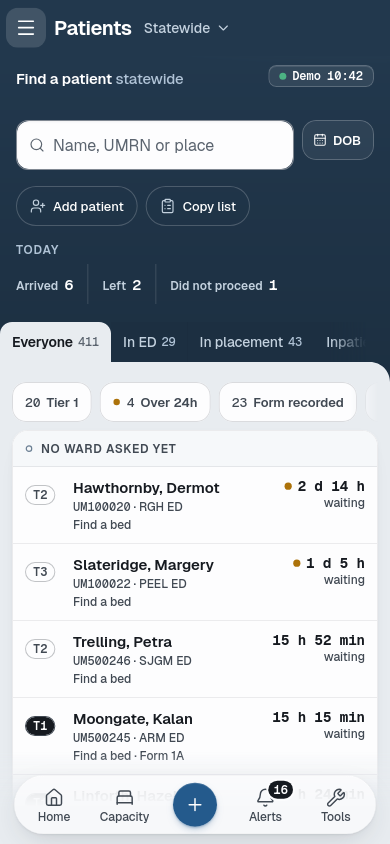 Patients Statewide
Find a patient statewide
Demo 10:42
Name, UMRN or place
DOB
Add patient
Copy list
TODAY
Arrived 6
Left 2
Did not proceed 1
Everyone 411
In ED 29
In placement 43
20 Tier 1
4 Over 24h
23 Form recorded
NO WARD ASKED YET
T2
Hawthornby, Dermot
2 d 14 h
UM100020 · RGH ED
waiting
Find a bed
T3
Slateridge, Margery
1 d 5 h
UM100022 · PEEL ED
waiting
Find a bed
T2
Trelling, Petra
15 h 52 min
UM500246 · SJGM ED
waiting
Find a bed
T1
Moongate, Kalan
15 h 15 min
UM500245 · ARM ED
waiting
Find a bed · Form 1A
16
Home
Capacity
Alerts
Tools